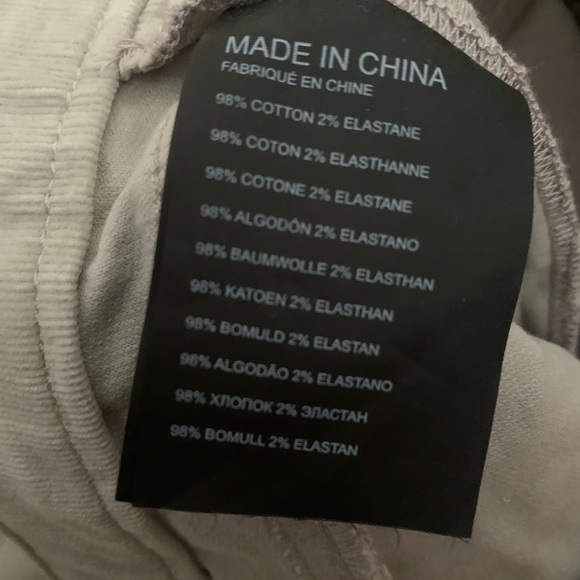 MADE IN CHINA
FABRIQUÉ EN CHINE
98% COTTON 2% ELASTANE
98% COTON 2% ELASTHANNE
98% COTONE 2% ELASTANE
98% ALGODÓN 2% ELASTANO
98% BAUMWOLLE 2% ELASTHAN
98% KATOEN 2% ELASTHAN
98% BOMULD 2% ELASTAN
98% ALGODÃO 2% ELASTANO
98% ХЛОПОК 2% ЭЛАСТАН
98% BOMULL 2% ELASTAN